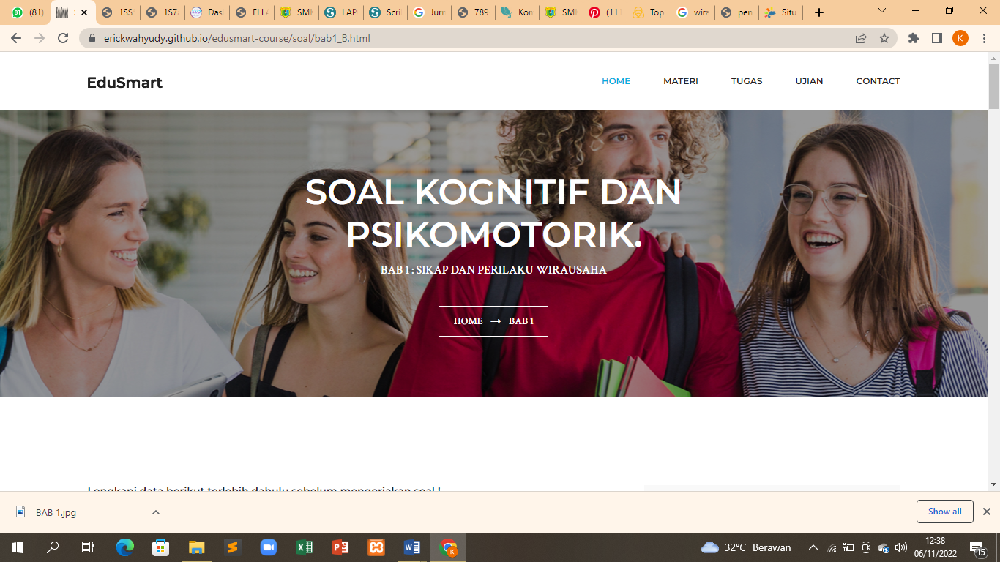 (81)
1SS
1S7
Das
ELL
SMK
LAP
Scri
Jurr
789
Kon
SMK
(111
Top
wira
pen
Situ
erickwahyudy.github.io/edusmart-course/soal/bab1_B.html
K
EduSmart
HOME MATERI TUGAS UJIAN CONTACT
SOAL KOGNITIF DAN
PSIKOMOTORIK.
BAB 1 : SIKAP DAN PERILAKU WIRAUSAHA
HOME → BAB 1
Lengkapi data berikut terlebih dahulu sebelum mengerjakan soal !
BAB 1.jpg
Show all
32°C Berawan
12:38
06/11/2022
15